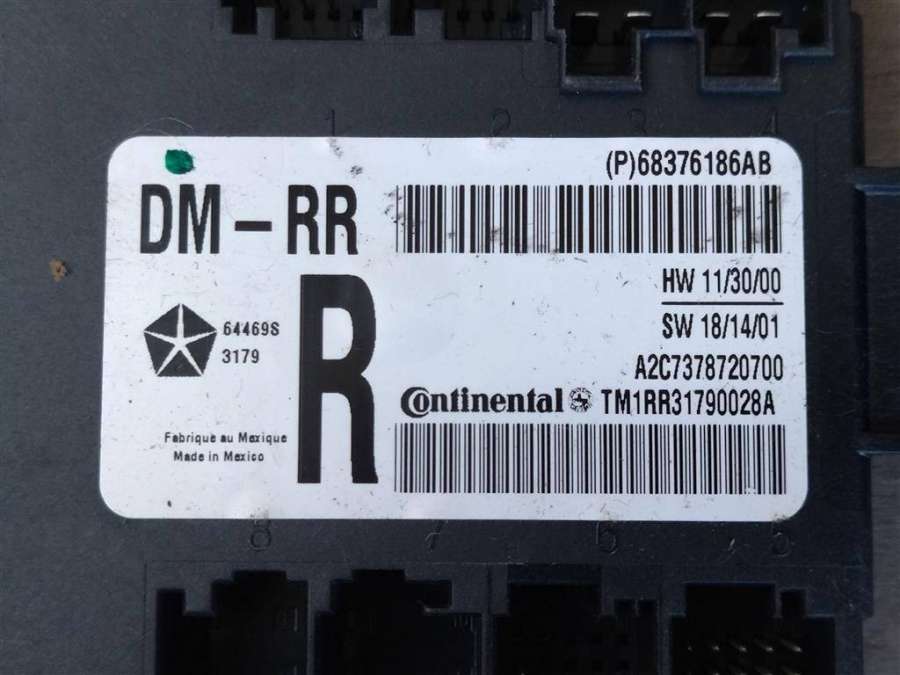 1 2 3 4
(P)68376186AB
DM-RR
HW 11/30/00
SW 18/14/01
64469S
3179
R
A2C7378720700
Continental TM1RR31790028A
Fabrique au Mexique
Made in Mexico
8 7 6 5